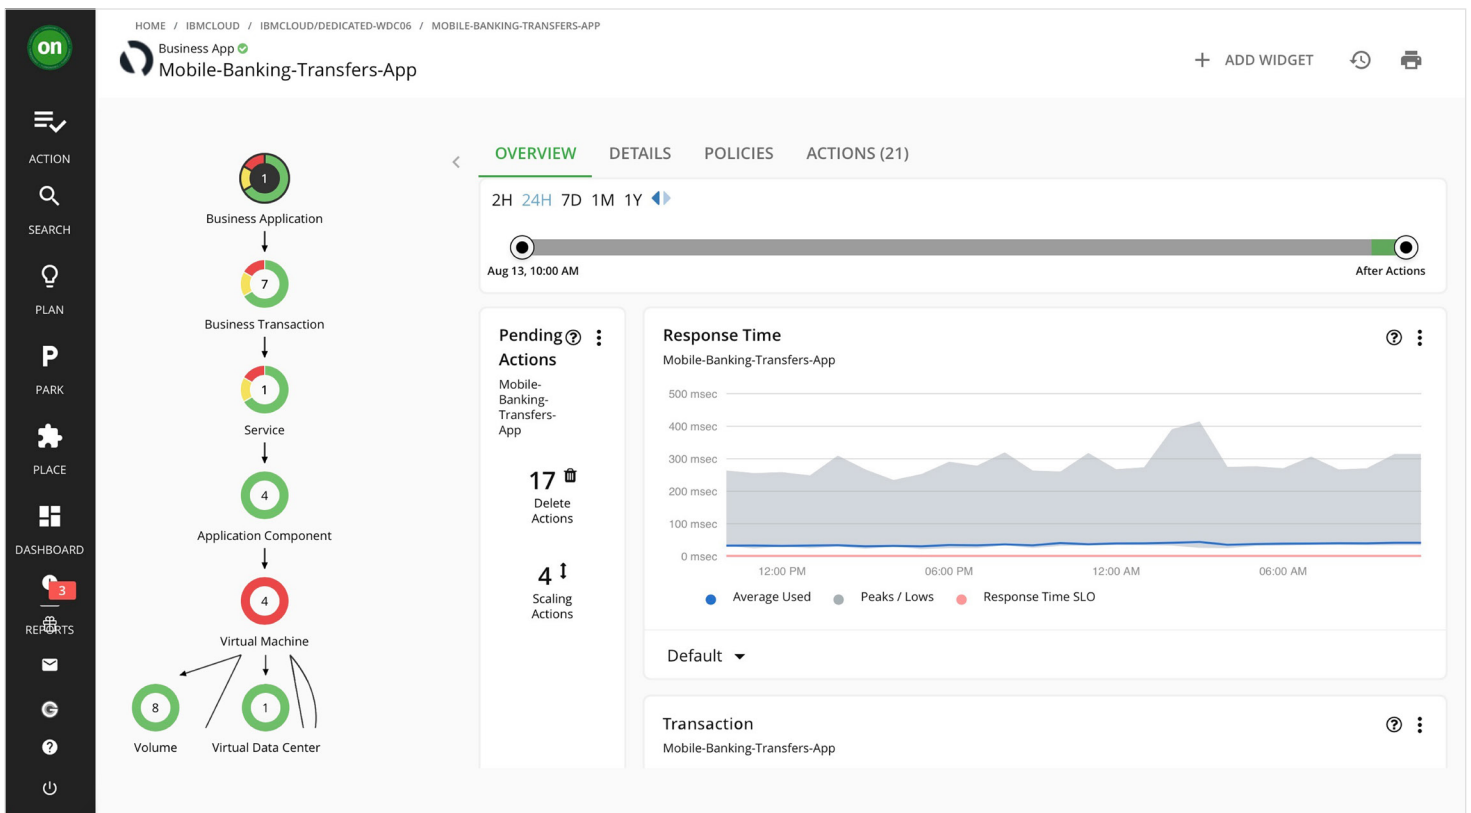 HOME / IBMCLOUD / IBMCLOUD/DEDICATED-WDC06 / MOBILE-BANKING-TRANSFERS-APP
on
Business App
Mobile-Banking-Transfers-App
+ ADD WIDGET
ACTION
SEARCH
PLAN
P
PARK
PLACE
DASHBOARD
3
REPORTS
G
?
1
Business Application
7
Business Transaction
1
Service
4
Application Component
4
Virtual Machine
8
Volume
1
Virtual Data Center
<
OVERVIEW DETAILS POLICIES ACTIONS (21)
2H 24H 7D 1M 1Y
Aug 13, 10:00 AM
After Actions
Pending ?
Actions
Mobile-
Banking-
Transfers-
App
17
Delete
Actions
4
Scaling
Actions
Response Time
?
Mobile-Banking-Transfers-App
500 msec
400 msec
300 msec
200 msec
100 msec
0 msec
12:00 PM 06:00 PM 12:00 AM 06:00 AM
Average Used Peaks / Lows Response Time SLO
Default
Transaction
?
Mobile-Banking-Transfers-App